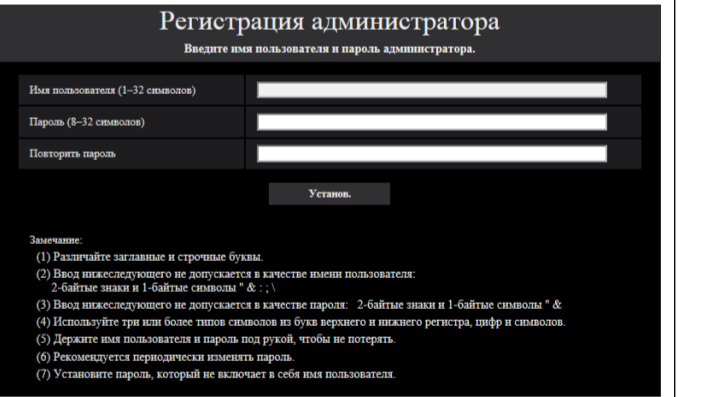 Регистрация администратора
Введите имя пользователя и пароль администратора.
Имя пользователя (1–32 символов)
Пароль (8–32 символов)
Повторить пароль
Установ.
Замечание:
(1) Различайте заглавные и строчные буквы.
(2) Ввод нижеследующего не допускается в качестве имени пользователя:
2-байтые знаки и 1-байтые символы " & : ; \
(3) Ввод нижеследующего не допускается в качестве пароля: 2-байтые знаки и 1-байтые символы " &
(4) Используйте три или более типов символов из букв верхнего и нижнего регистра, цифр и символов.
(5) Держите имя пользователя и пароль под рукой, чтобы не потерять.
(6) Рекомендуется периодически изменять пароль.
(7) Установите пароль, который не включает в себя имя пользователя.